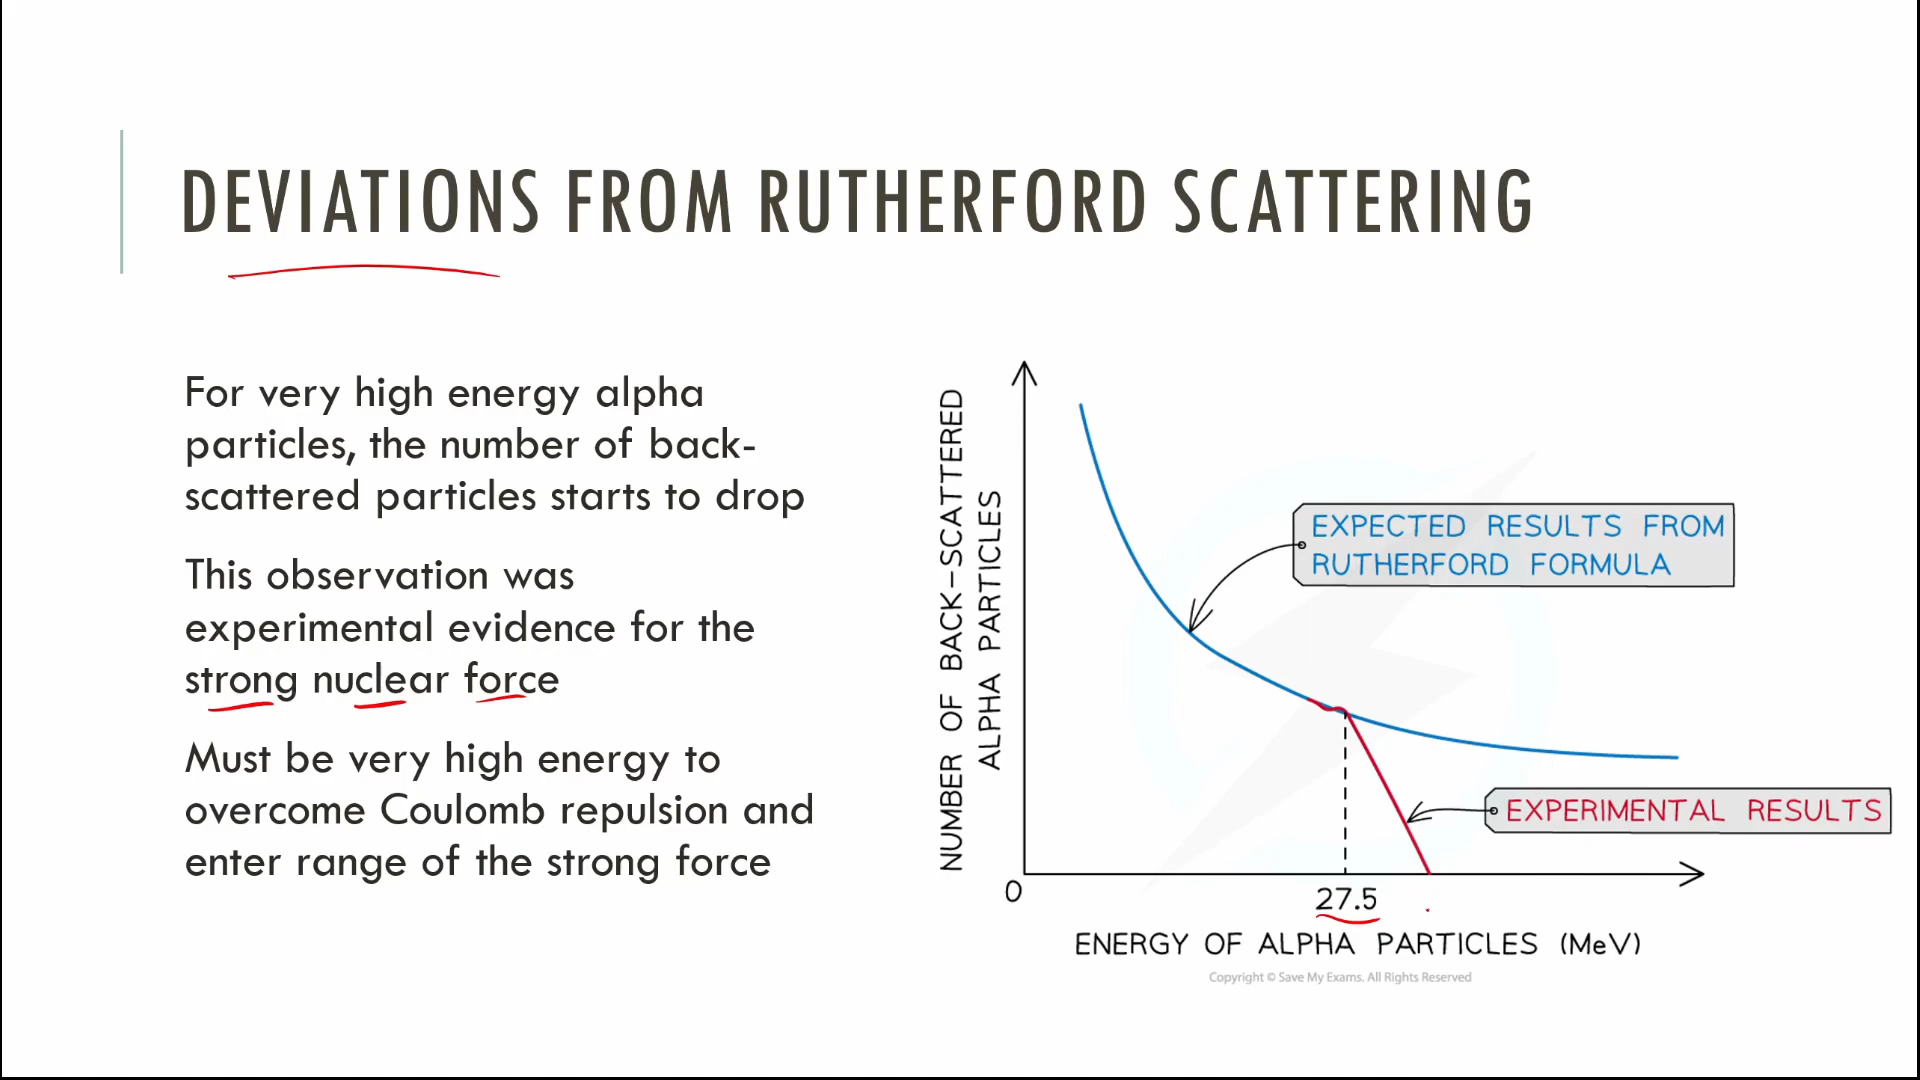 DEVIATIONS FROM RUTHERFORD SCATTERING
For very high energy alpha
particles, the number of back-
scattered particles starts to drop
This observation was
experimental evidence for the
strong nuclear force
Must be very high energy to
overcome Coulomb repulsion and
enter range of the strong force
NUMBER OF BACK-SCATTERED
ALPHA PARTICLES
EXPECTED RESULTS FROM
RUTHERFORD FORMULA
EXPERIMENTAL RESULTS
0
27.5
ENERGY OF ALPHA PARTICLES (MeV)
Copyright © Save My Exams. All Rights Reserved